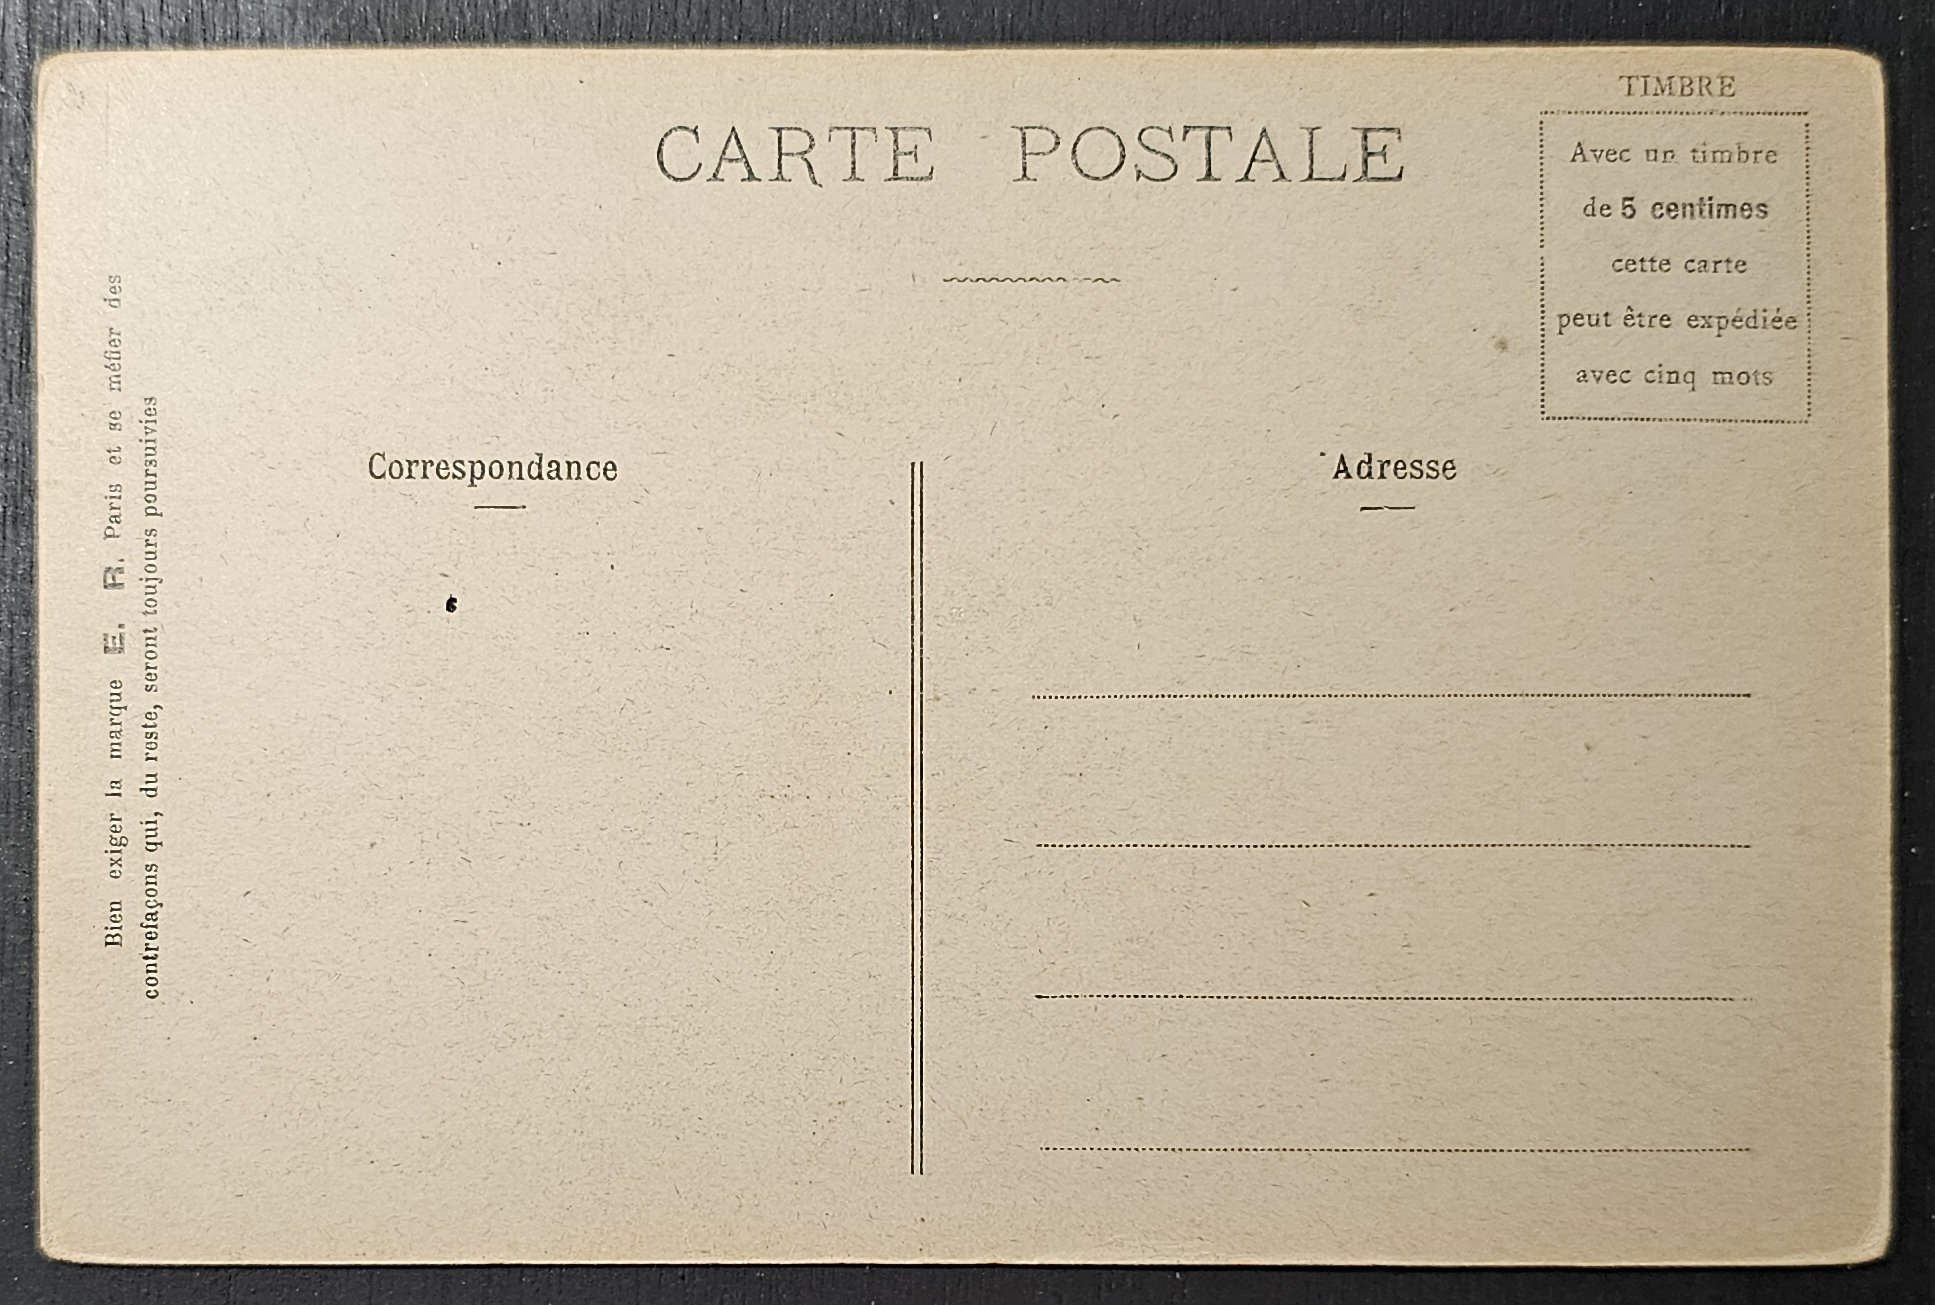 TIMBRE
CARTE POSTALE
Avec un timbre
de 5 centimes
cette carte
peut être expédiée
avec cinq mots
Correspondance
Adresse
Bien exiger la marque E. R. Paris et se méfier des
contrefaçons qui, du reste, seront toujours poursuivies